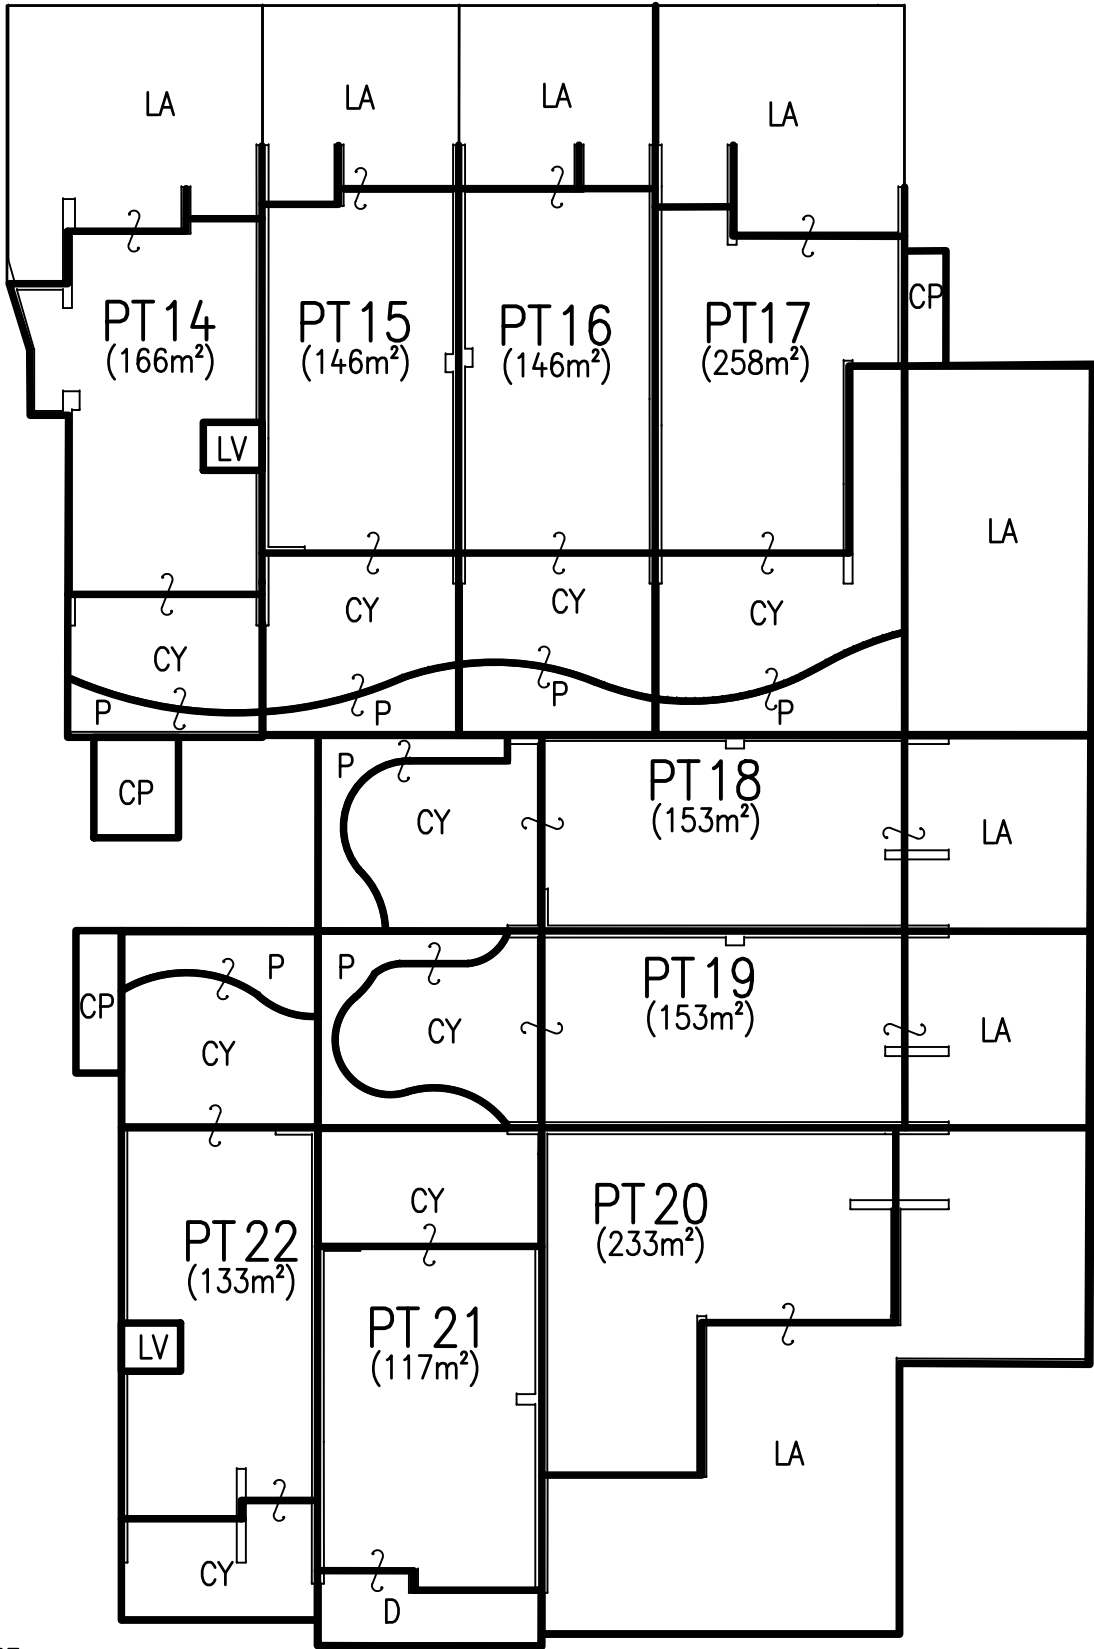 LA
LA
LA
LA
CP
PT14
(166m²)
PT15
(146m²)
PT16
(146m²)
PT17
(258m²)
LV
LA
CY
CY
CY
CY
P
P
P
P
CP
P
CY
PT18
(153m²)
LA
CP
P
CY
P
CY
PT19
(153m²)
LA
CY
PT20
(233m²)
PT22
(133m²)
LV
PT21
(117m²)
LA
CY
D